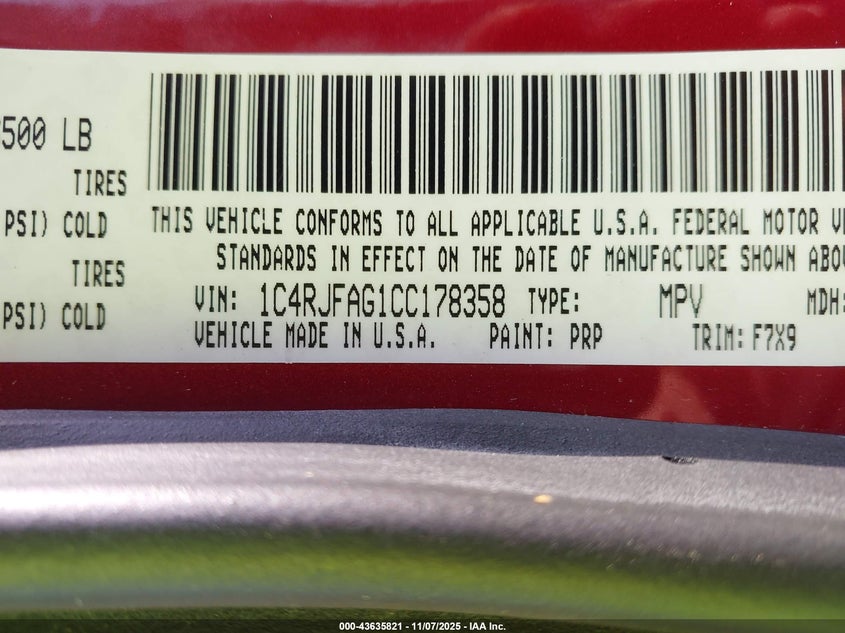 500 LB
TIRES
PSI) COLD
THIS VEHICLE CONFORMS TO ALL APPLICABLE U.S.A. FEDERAL MOTOR
STANDARDS IN EFFECT ON THE DATE OF MANUFACTURE SHOWN
TIRES
VIN: 1C4RJFAG1CC178358 TYPE: MPV MDH:
PSI) COLD
VEHICLE MADE IN U.S.A. PAINT: PRP TRIM: F7X9
000-43635821 - 11/07/2025 - IAA Inc.